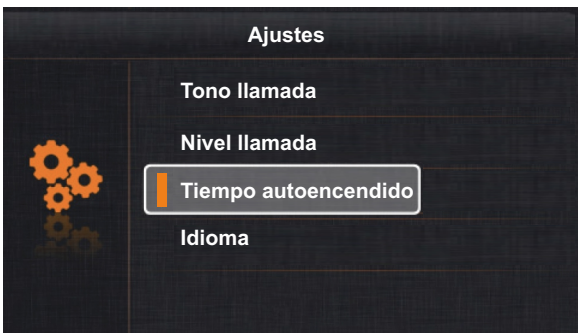 Ajustes
Tono llamada
Nivel llamada
Tiempo autoencendido
Idioma